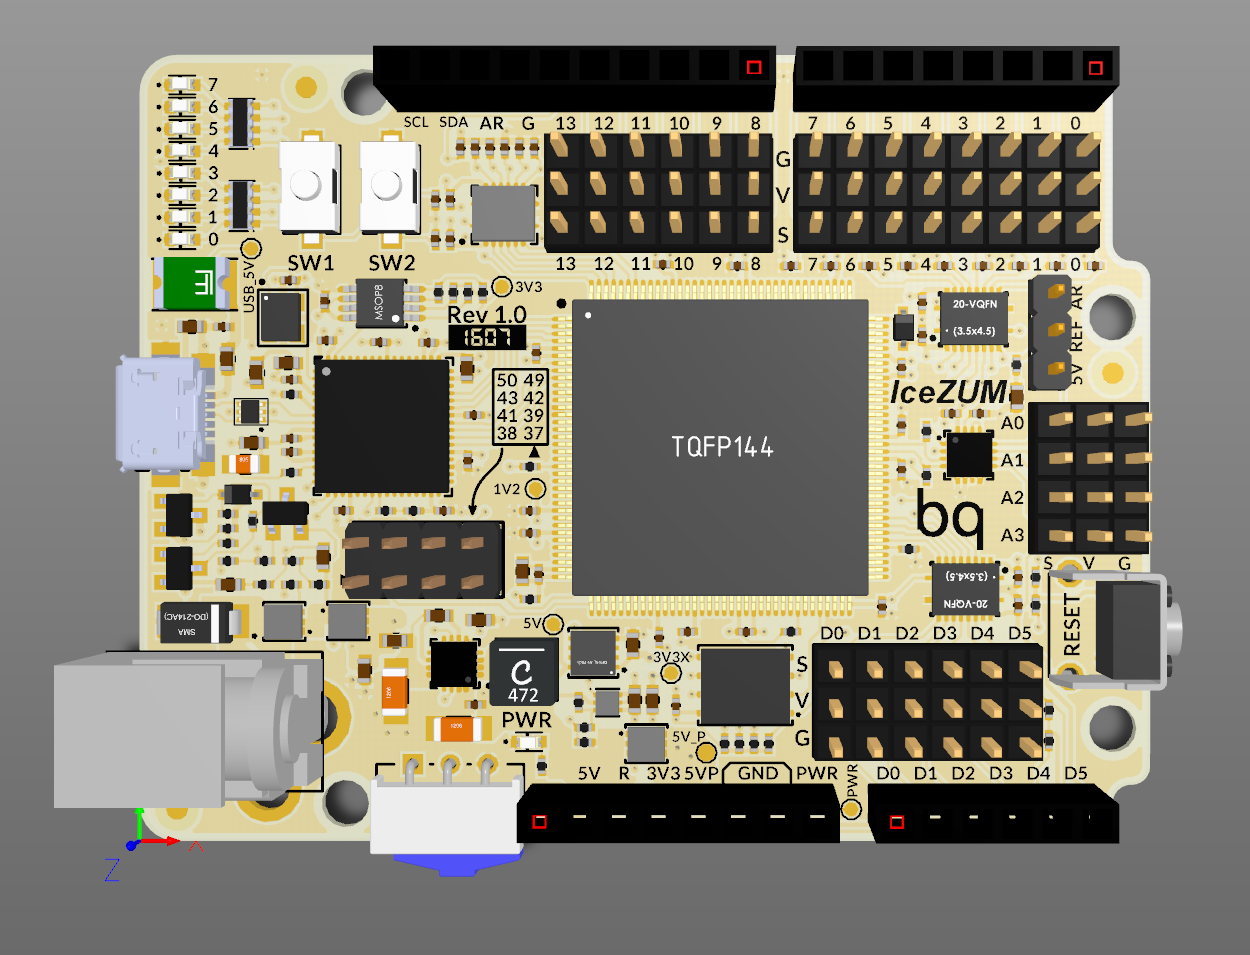 7
6
5
4
3
2
1
0
SCL SDA AR G 13 12 11 10 9 8 7 6 5 4 3 2 1 0
G
V
S
13 12 11 10 9 8 7 6 5 4 3 2 1 0
SW1 SW2
USB_5V
MSOP8
3V3
Rev 1.0
1607
50 49
43 42
41 39
38 37
1V2
TQFP144
20-VQFN
(3.5x4.5)
AR
REF
5V
IceZUM
A0
A1
A2
A3
S V G
bq
20-VQFN
(3.5x4.5)
RESET
SMA
(DO-214AC)
5V
C
472
PWR
3V3X
5V_P
D0 D1 D2 D3 D4 D5
S
V
G
5V R 3V3 5VP GND PWR D0 D1 D2 D3 D4 D5
PWR
Z
X